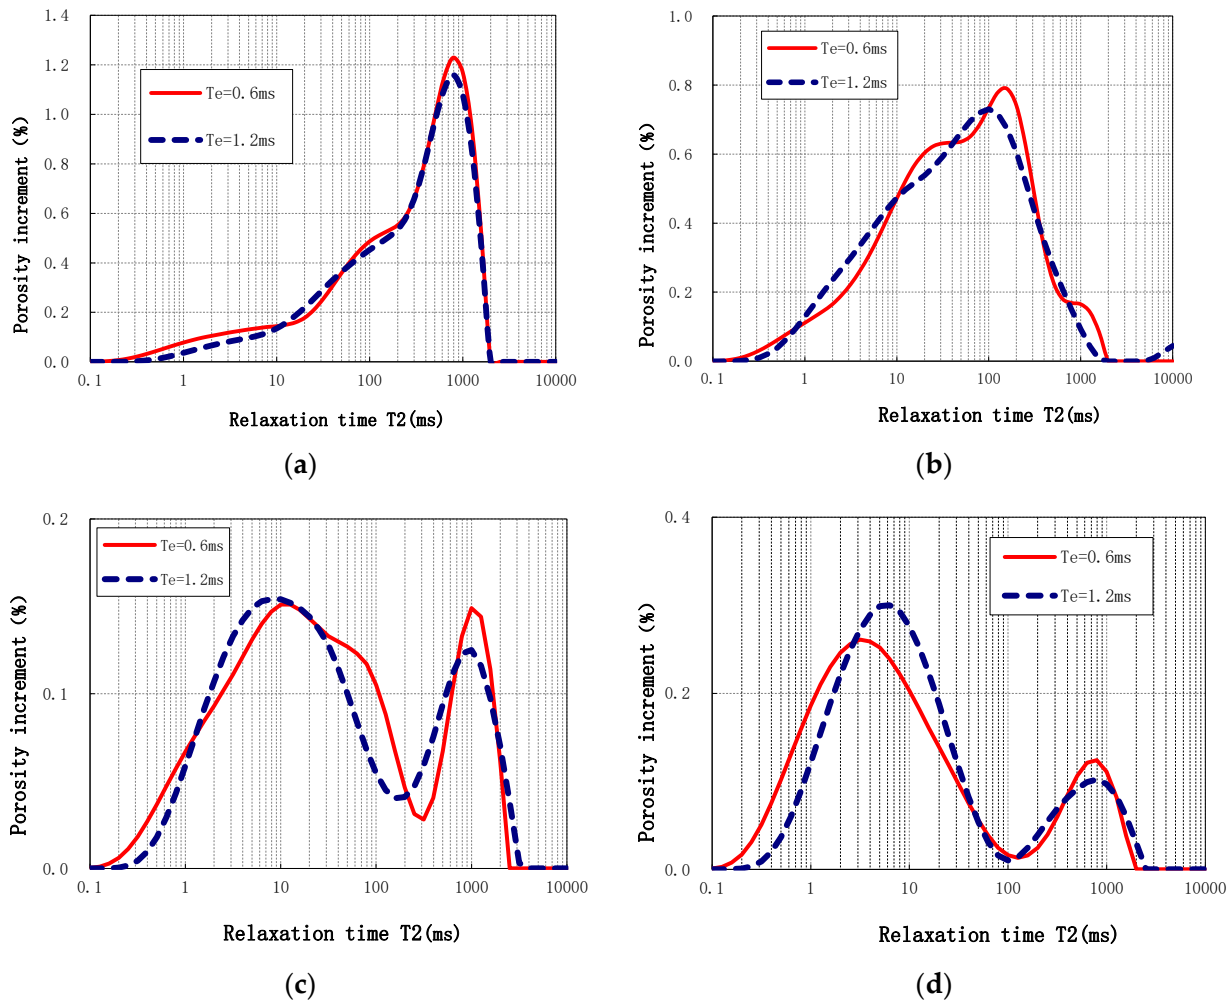 1.4
1.2
1.0
0.8
0.6
0.4
0.2
0.0
Porosity increment (%)
Te=0.6ms
Te=1.2ms
0.1 1 10 100 1000 10000
Relaxation time T2(ms)
(a)
1.0
0.8
0.6
0.4
0.2
0.0
Porosity increment (%)
Te=0.6ms
Te=1.2ms
0.1 1 10 100 1000 10000
Relaxation time T2(ms)
(b)
0.2
0.1
0.0
Porosity increment (%)
Te=0.6ms
Te=1.2ms
0.1 1 10 100 1000 10000
Relaxation time T2(ms)
(c)
0.4
0.2
0.0
Porosity increment (%)
Te=0.6ms
Te=1.2ms
0.1 1 10 100 1000 10000
Relaxation time T2(ms)
(d)